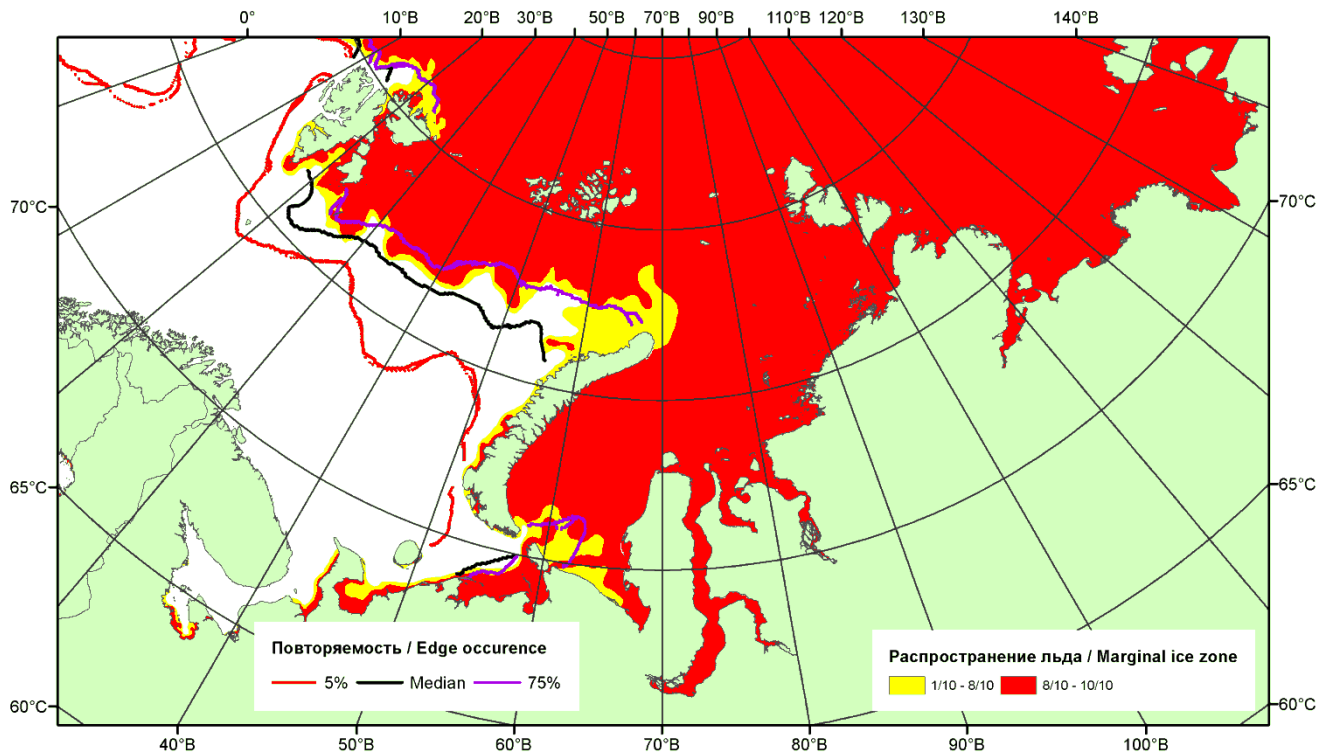 0° 10°В 20°В 30°В 50°В 70°В 90°В 110°В 120°В 130°В 140°В
70°С 70°С
65°С 65°С
60°С 60°С
Повторяемость / Edge occurence
5% Median 75%
Распространение льда / Marginal ice zone
1/10 - 8/10 8/10 - 10/10
40°В 50°В 60°В 70°В 80°В 90°В 100°В